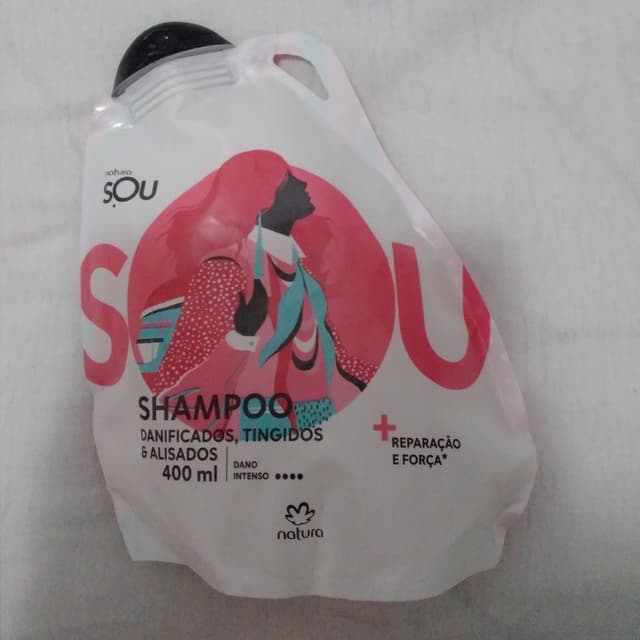 natura
SOU
SOU
SHAMPOO
DANIFICADOS, TINGIDOS
& ALISADOS
400 ml
DANO
INTENSO
+ REPARAÇÃO
E FORÇA*
natura